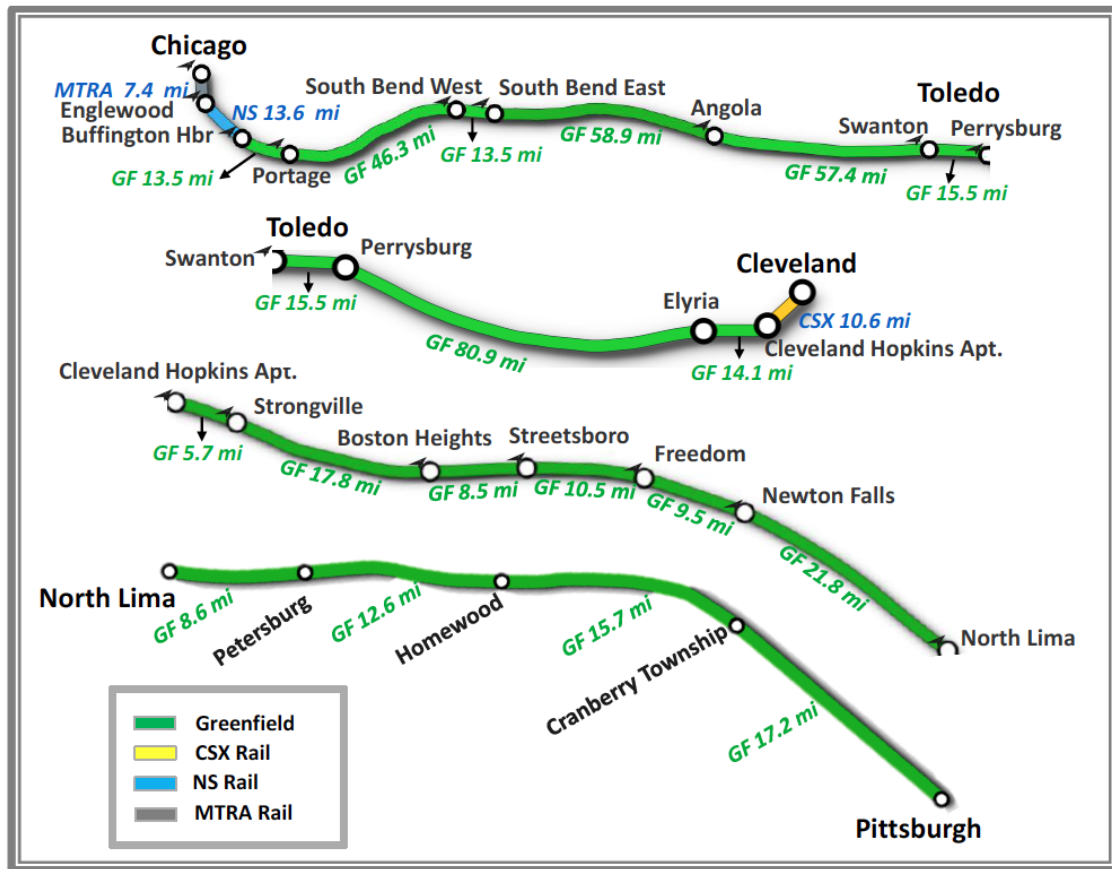 Chicago
MTRA 7.4 mi
Englewood
NS 13.6 mi
Buffington Hbr
GF 13.5 mi
Portage
GF 46.3 mi
South Bend West
South Bend East
GF 13.5 mi
GF 58.9 mi
Angola
GF 57.4 mi
Toledo
Swanton
Perrysburg
GF 15.5 mi
Toledo
Swanton
Perrysburg
GF 15.5 mi
GF 80.9 mi
Elyria
GF 14.1 mi
Cleveland
CSX 10.6 mi
Cleveland Hopkins Apt.
Cleveland Hopkins Apt.
Strongville
GF 5.7 mi
GF 17.8 mi
Boston Heights
GF 8.5 mi
Streetsboro
GF 10.5 mi
Freedom
GF 9.5 mi
Newton Falls
GF 21.8 mi
North Lima
North Lima
GF 8.6 mi
Petersburg
GF 12.6 mi
Homewood
GF 15.7 mi
Cranberry Township
GF 17.2 mi
Pittsburgh
Greenfield
CSX Rail
NS Rail
MTRA Rail